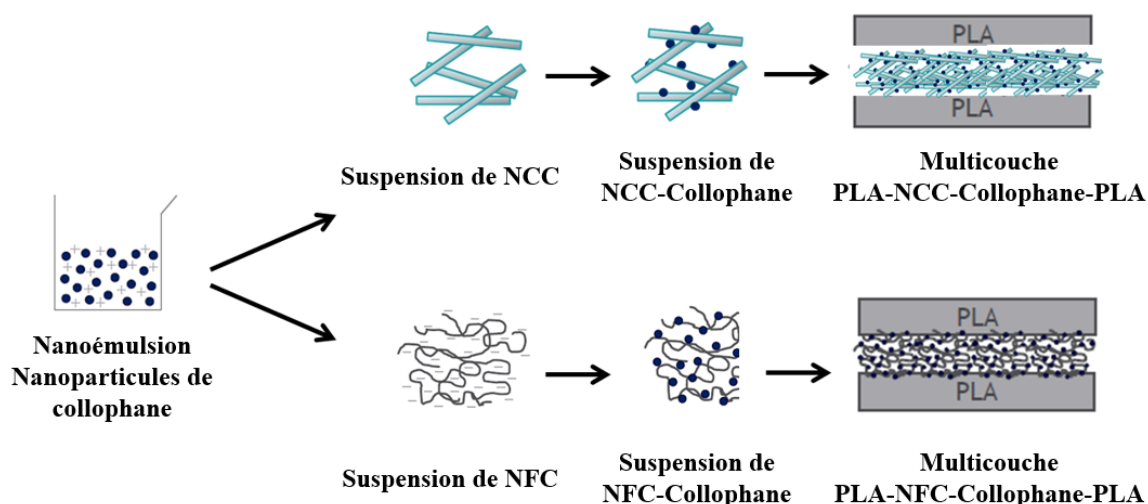 PLA
PLA
Suspension de NCC
Suspension de
NCC-Collophane
Multicouche
PLA-NCC-Collophane-PLA
Nanoémulsion
Nanoparticules de
collophane
PLA
PLA
Suspension de NFC
Suspension de
NFC-Collophane
Multicouche
PLA-NFC-Collophane-PLA